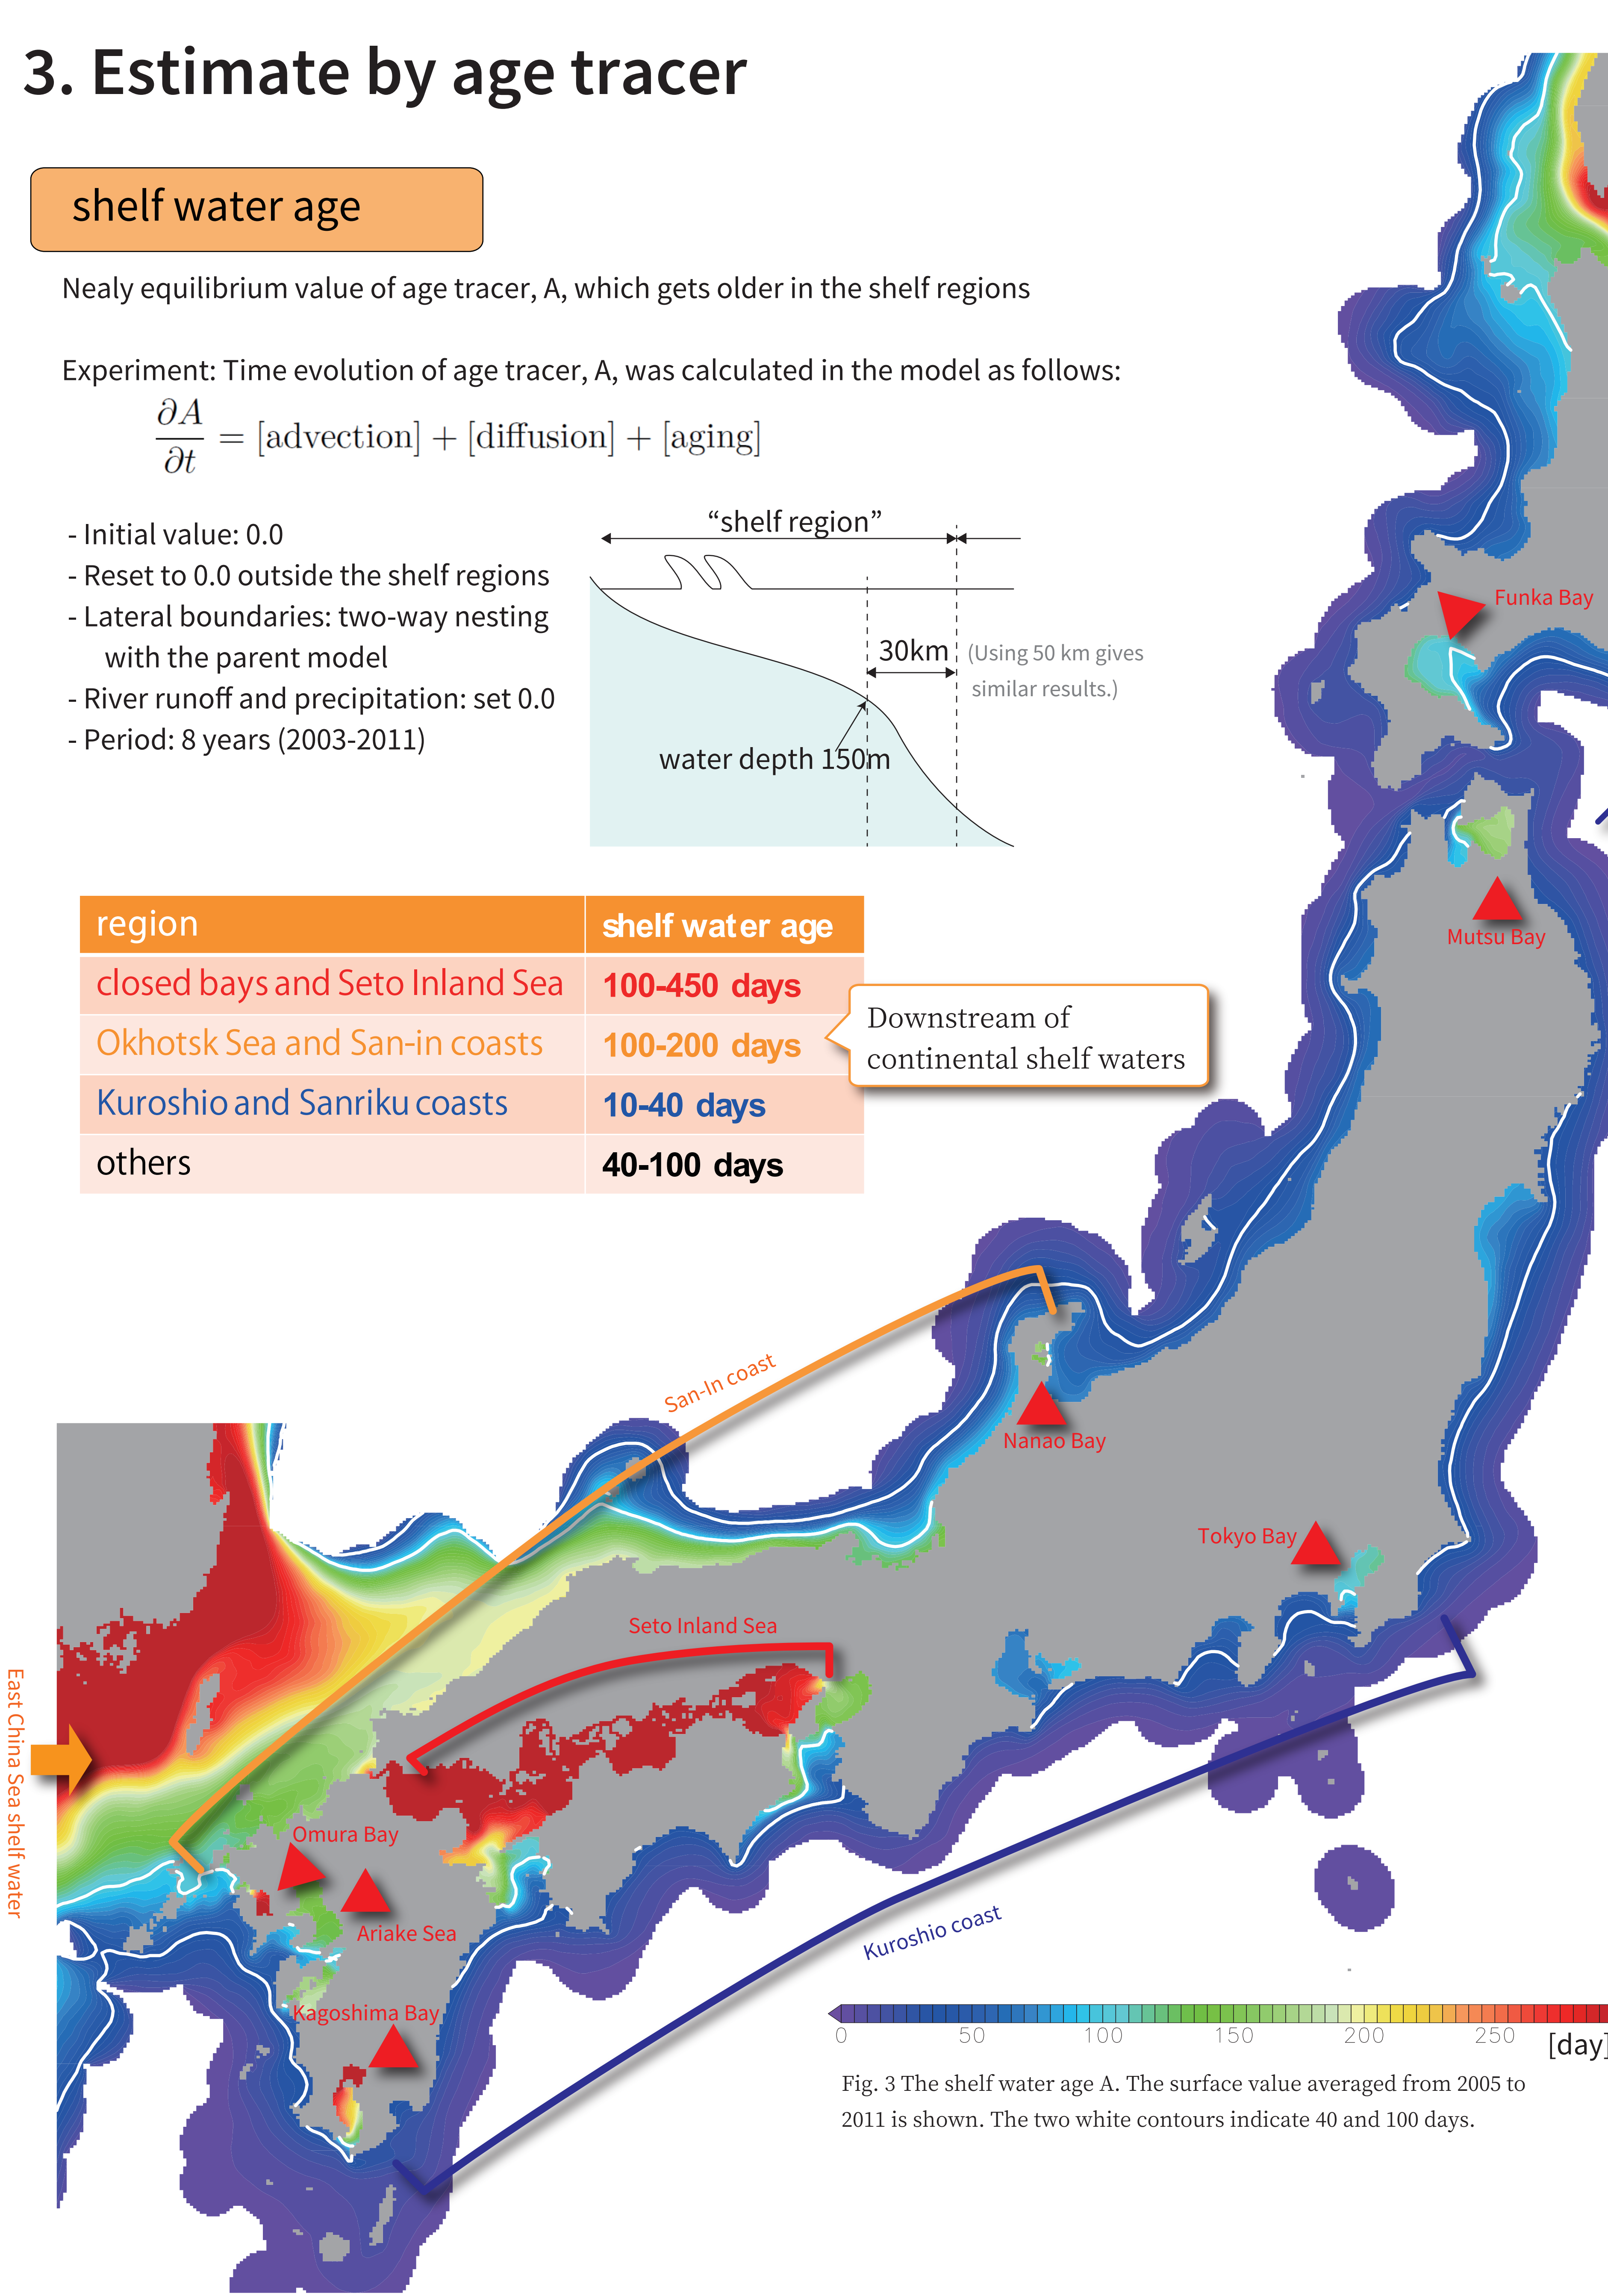 3. Estimate by age tracer
shelf water age
Nealy equilibrium value of age tracer, A, which gets older in the shelf regions
Experiment: Time evolution of age tracer, A, was calculated in the model as follows:
∂A/∂t = [advection] + [diffusion] + [aging]
- Initial value: 0.0
- Reset to 0.0 outside the shelf regions
- Lateral boundaries: two-way nesting
with the parent model
- River runoff and precipitation: set 0.0
- Period: 8 years (2003-2011)
“shelf region”
30km
(Using 50 km gives
similar results.)
water depth 150m
region shelf water age
closed bays and Seto Inland Sea 100-450 days
Okhotsk Sea and San-in coasts 100-200 days
Kuroshio and Sanriku coasts 10-40 days
others 40-100 days
Downstream of
continental shelf waters
Funka Bay
Mutsu Bay
San-In coast
Nanao Bay
Tokyo Bay
Seto Inland Sea
East China Sea shelf water
Omura Bay
Ariake Sea
Kagoshima Bay
Kuroshio coast
0 50 100 150 200 250
[day]
Fig. 3 The shelf water age A. The surface value averaged from 2005 to
2011 is shown. The two white contours indicate 40 and 100 days.